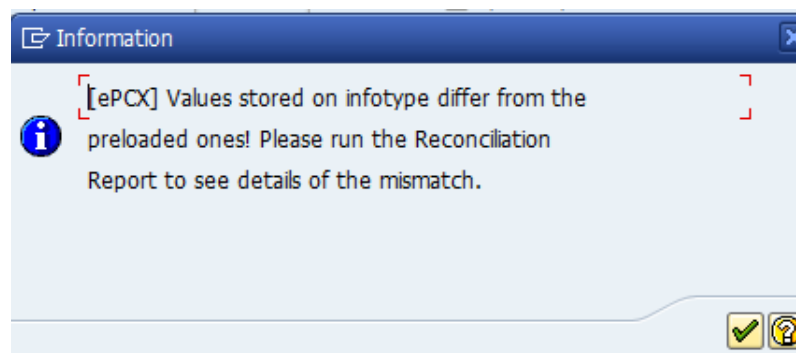 Information
[ePCX] Values stored on infotype differ from the
preloaded ones! Please run the Reconciliation
Report to see details of the mismatch.